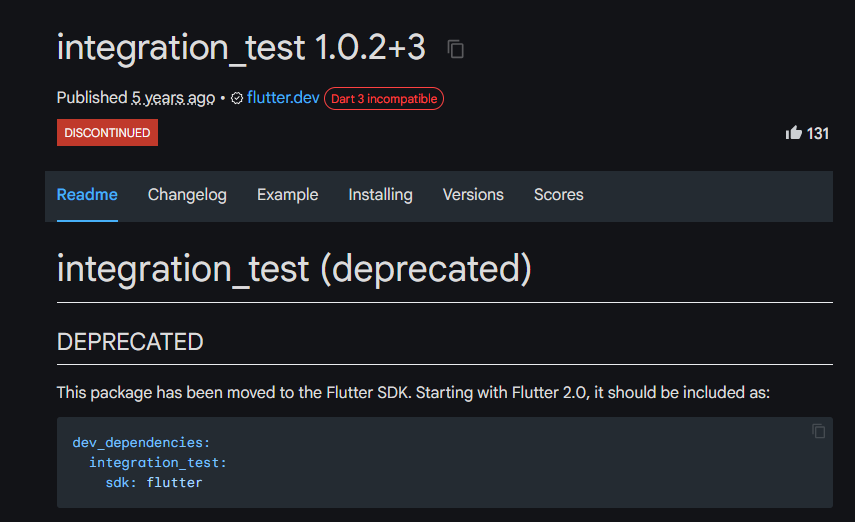 integration_test 1.0.2+3
Published 5 years ago • flutter.dev Dart 3 incompatible
DISCONTINUED
131
Readme Changelog Example Installing Versions Scores
integration_test (deprecated)
DEPRECATED
This package has been moved to the Flutter SDK. Starting with Flutter 2.0, it should be included as:
dev_dependencies:
  integration_test:
    sdk: flutter